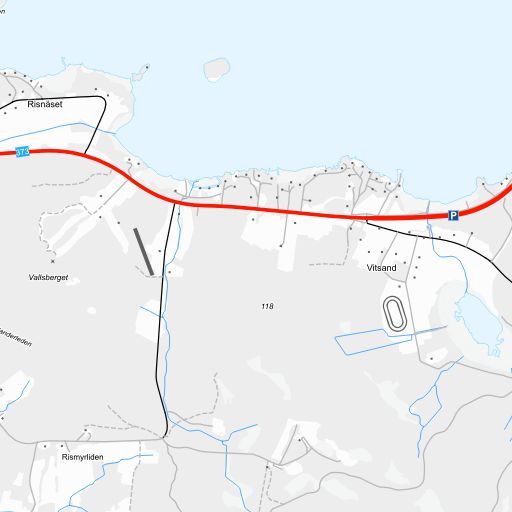 Risnäset
373
P
Vitsand
Vallsberget
118
Rismyrliden